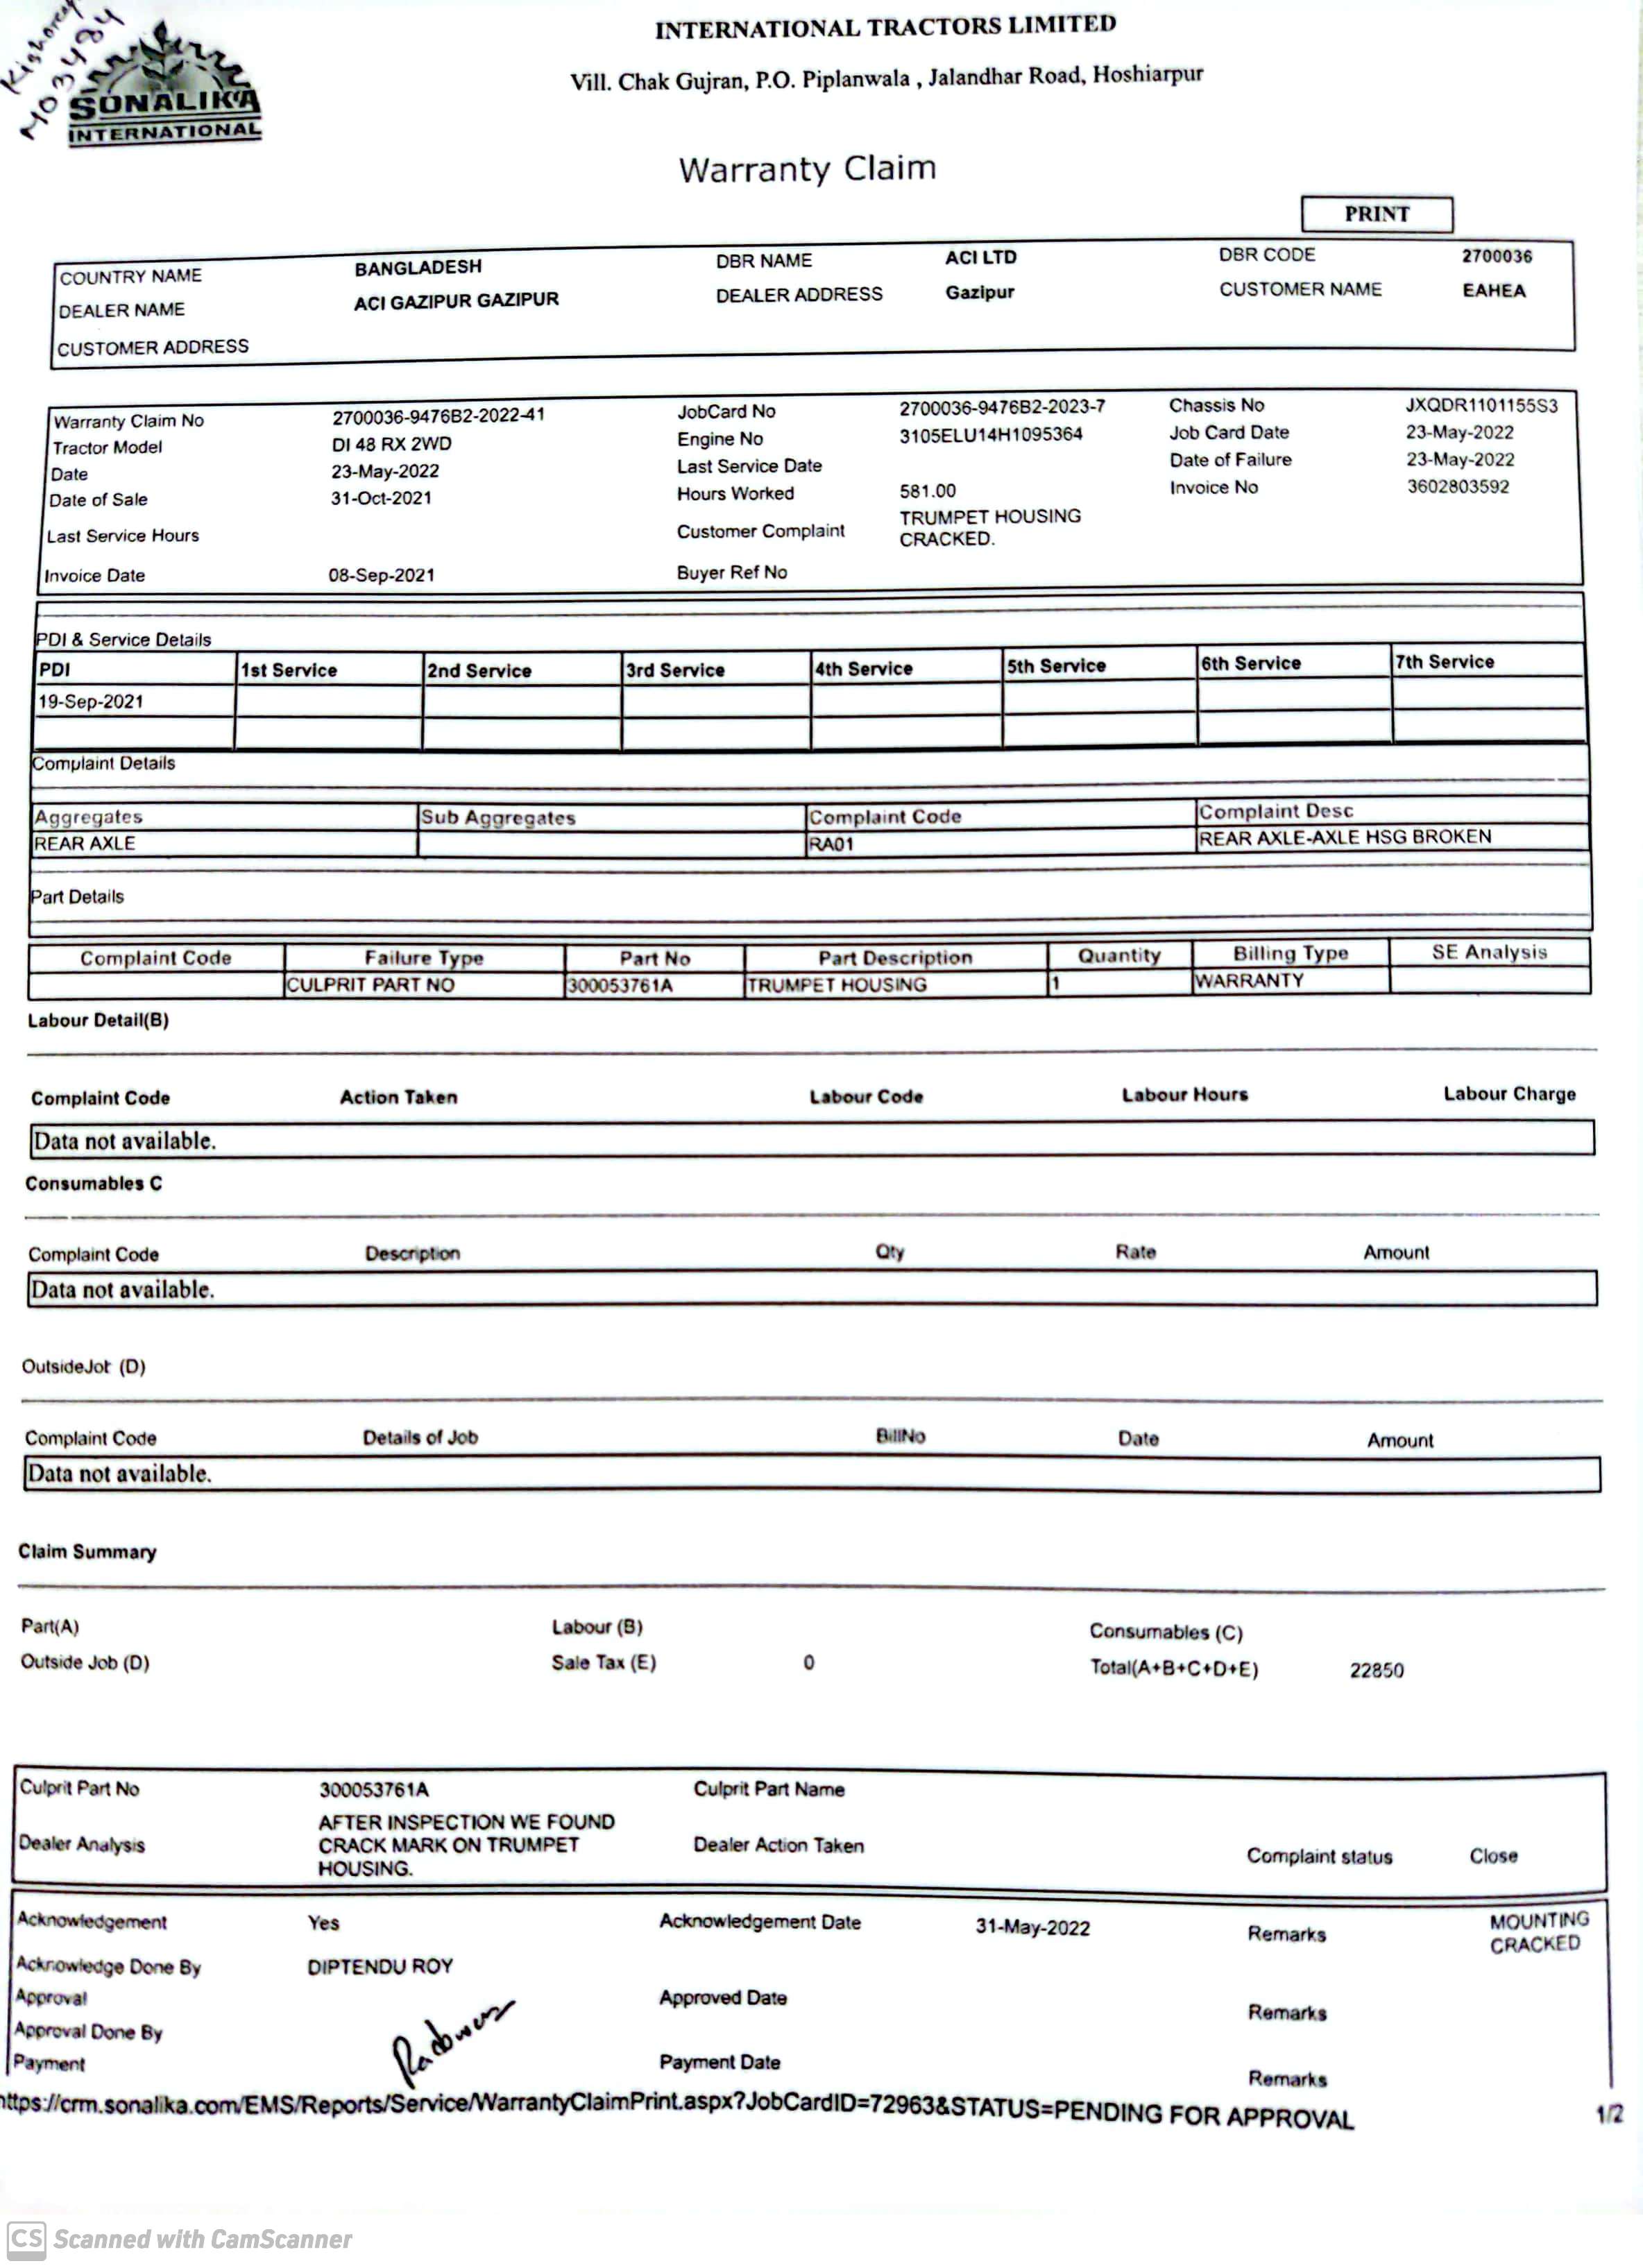 M03484
SONALIKA
INTERNATIONAL
INTERNATIONAL TRACTORS LIMITED
Vill. Chak Gujran, P.O. Piplanwala , Jalandhar Road, Hoshiarpur
Warranty Claim
PRINT
COUNTRY NAME BANGLADESH DBR NAME ACI LTD DBR CODE 2700036
DEALER NAME ACI GAZIPUR GAZIPUR DEALER ADDRESS Gazipur CUSTOMER NAME EAHEA
CUSTOMER ADDRESS
Warranty Claim No 2700036-9476B2-2022-41 JobCard No 2700036-9476B2-2023-7 Chassis No JXQDR1101155S3
Tractor Model DI 48 RX 2WD Engine No 3105ELU14H1095364 Job Card Date 23-May-2022
Date 23-May-2022 Last Service Date Date of Failure 23-May-2022
Date of Sale 31-Oct-2021 Hours Worked 581.00 Invoice No 3602803592
Last Service Hours Customer Complaint TRUMPET HOUSING
CRACKED.
Invoice Date 08-Sep-2021 Buyer Ref No
PDI & Service Details
PDI 1st Service 2nd Service 3rd Service 4th Service 5th Service 6th Service 7th Service
19-Sep-2021
Complaint Details
Aggregates Sub Aggregates Complaint Code Complaint Desc
REAR AXLE RA01 REAR AXLE-AXLE HSG BROKEN
Part Details
Complaint Code Failure Type Part No Part Description Quantity Billing Type SE Analysis
CULPRIT PART NO 300053761A TRUMPET HOUSING 1 WARRANTY
Labour Detail(B)
Complaint Code Action Taken Labour Code Labour Hours Labour Charge
Data not available.
Consumables C
Complaint Code Description Qty Rate Amount
Data not available.
OutsideJot (D)
Complaint Code Details of Job BillNo Date Amount
Data not available.
Claim Summary
Part(A) Labour (B) Consumables (C)
Outside Job (D) Sale Tax (E) 0 Total(A+B+C+D+E) 22850
Culprit Part No 300053761A Culprit Part Name
Dealer Analysis AFTER INSPECTION WE FOUND
CRACK MARK ON TRUMPET
HOUSING. Dealer Action Taken Complaint status Close
Acknowledgement Yes Acknowledgement Date 31-May-2022 Remarks MOUNTING
CRACKED
Acknowledge Done By DIPTENDU ROY
Approval Approved Date Remarks
Approval Done By
Payment Payment Date Remarks
https://crm.sonalika.com/EMS/Reports/Service/WarrantyClaimPrint.aspx?JobCardID=72963&STATUS=PENDING FOR APPROVAL 1/2
CS Scanned with CamScanner